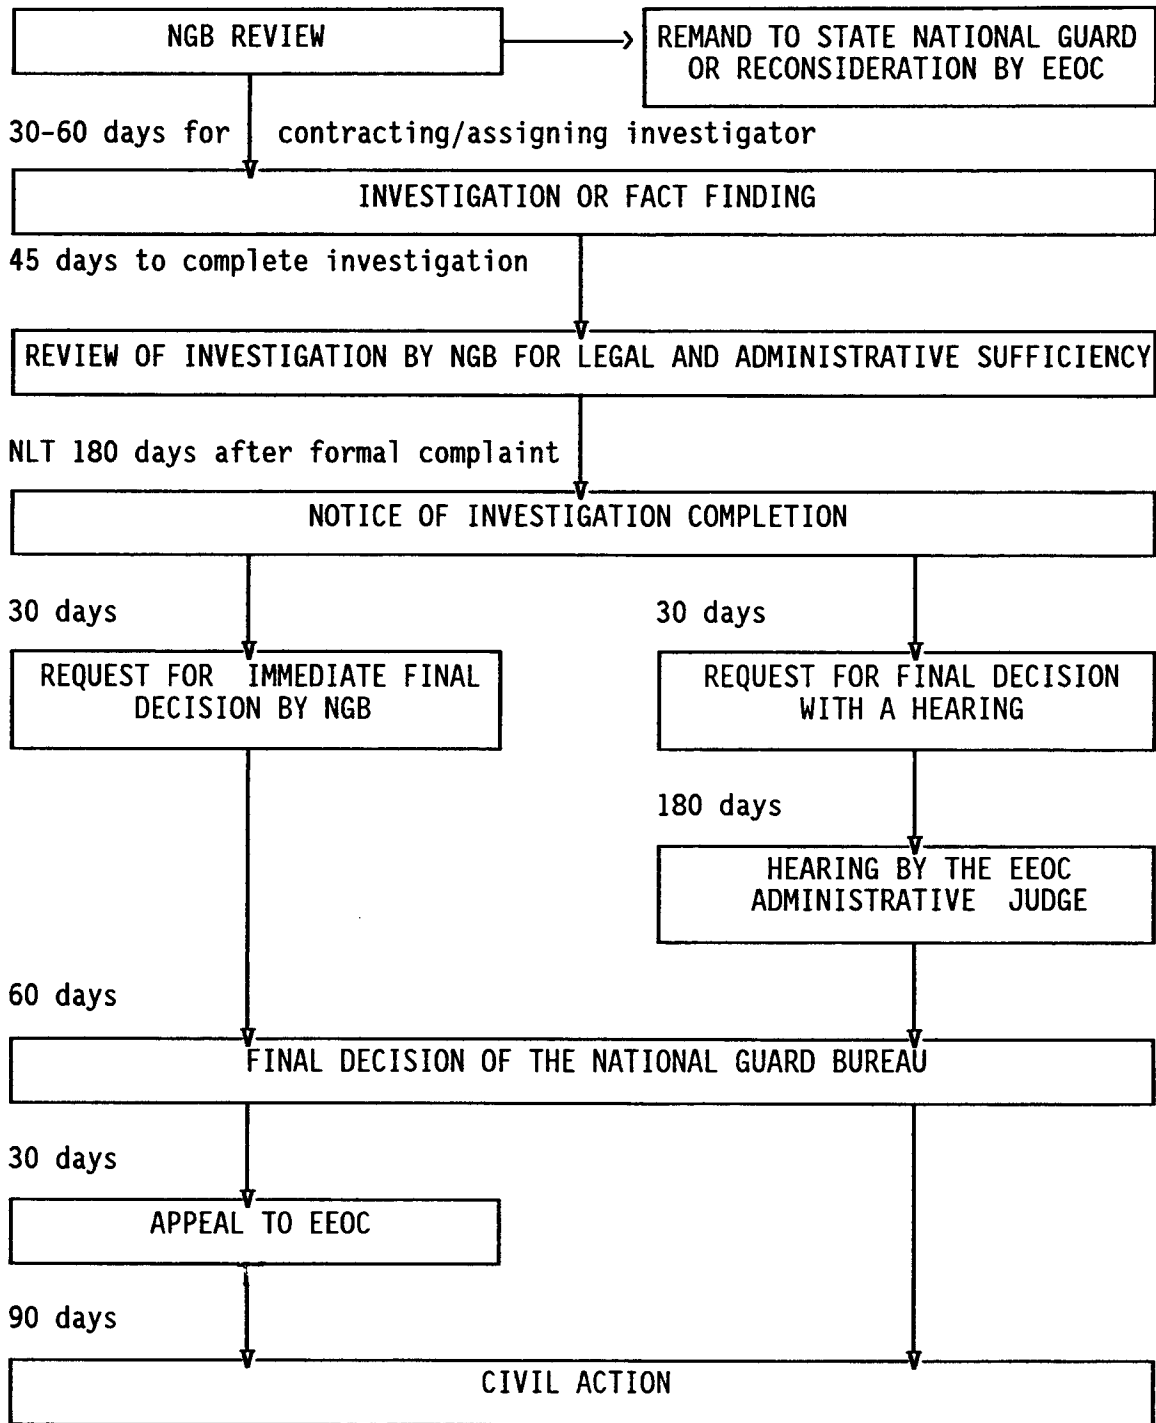 NGB REVIEW
REMAND TO STATE NATIONAL GUARD
OR RECONSIDERATION BY EEOC
30-60 days for contracting/assigning investigator
INVESTIGATION OR FACT FINDING
45 days to complete investigation
REVIEW OF INVESTIGATION BY NGB FOR LEGAL AND ADMINISTRATIVE SUFFICIENCY
NLT 180 days after formal complaint
NOTICE OF INVESTIGATION COMPLETION
30 days
30 days
REQUEST FOR IMMEDIATE FINAL
DECISION BY NGB
REQUEST FOR FINAL DECISION
WITH A HEARING
180 days
HEARING BY THE EEOC
ADMINISTRATIVE JUDGE
60 days
FINAL DECISION OF THE NATIONAL GUARD BUREAU
30 days
APPEAL TO EEOC
90 days
CIVIL ACTION